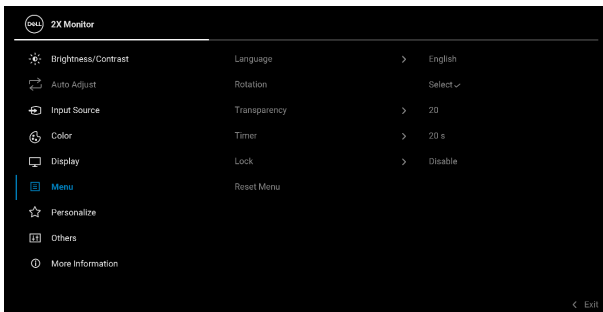 DELL 2X Monitor
Brightness/Contrast Language > English
Auto Adjust Rotation Select ✓
Input Source Transparency > 20
Color Timer > 20 s
Display Lock > Disable
Menu Reset Menu
Personalize
Others
More Information
< Exit